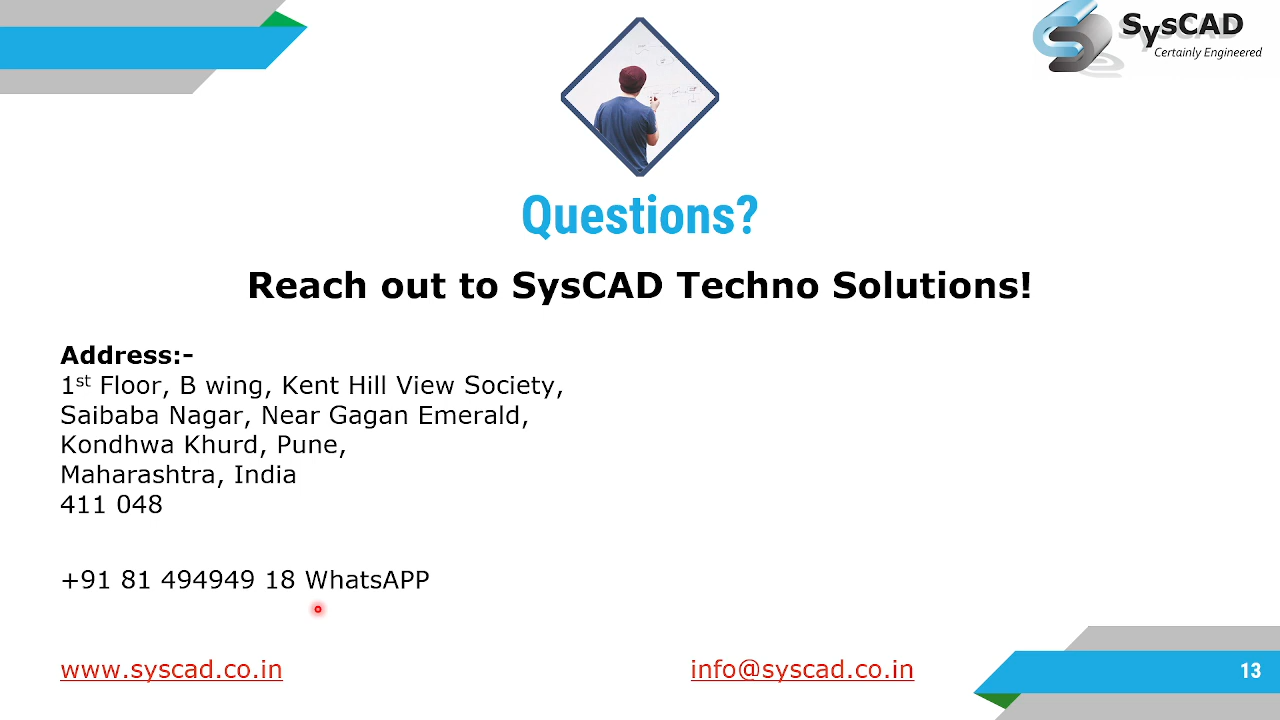 SysCAD
Certainly Engineered
Questions?
Reach out to SysCAD Techno Solutions!
Address:-
1st Floor, B wing, Kent Hill View Society,
Saibaba Nagar, Near Gagan Emerald,
Kondhwa Khurd, Pune,
Maharashtra, India
411 048
+91 81 494949 18 WhatsAPP
www.syscad.co.in
info@syscad.co.in
13